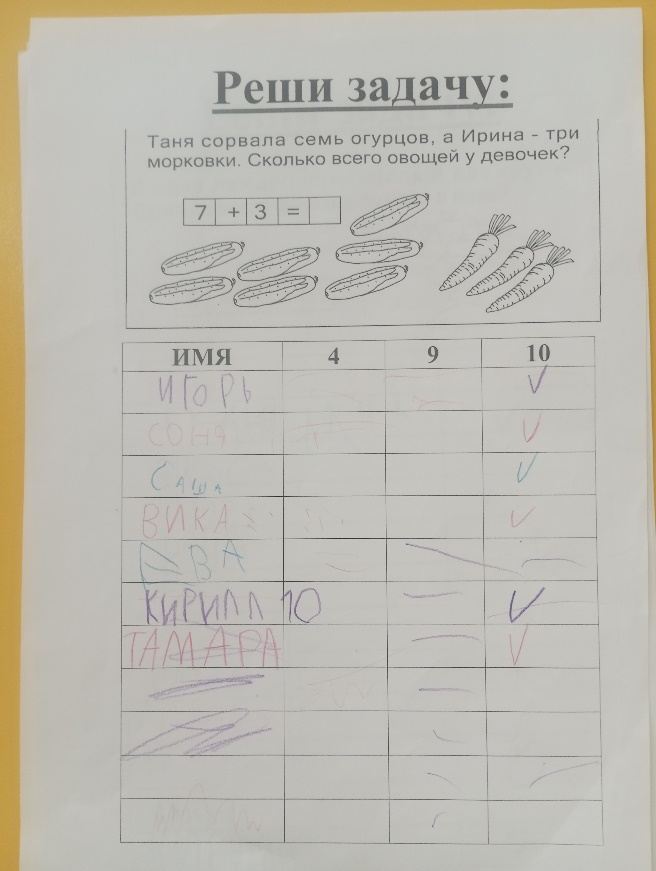 Реши задачу:
Таня сорвала семь огурцов, а Ирина - три
морковки. Сколько всего овощей у девочек?
7 + 3 =
ИМЯ 4 9 10
ИГОРЬ
СОНЯ
САША
ВИКА
ЕВА
КИРИЛЛ 10
ТАМАРА